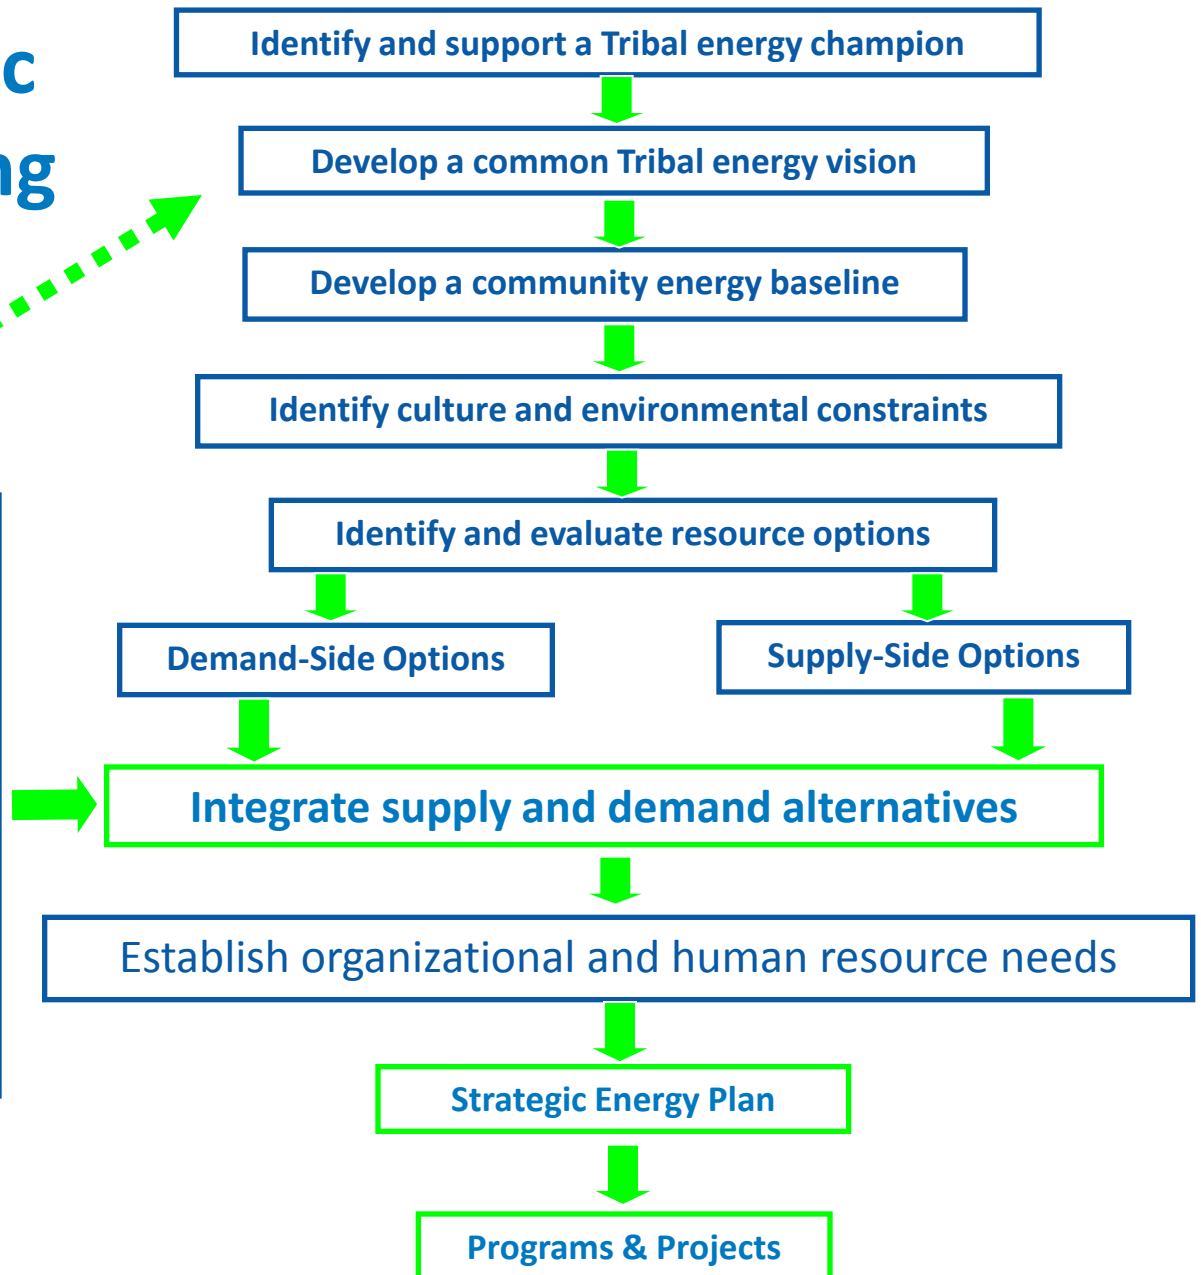 c
ng
Identify and support a Tribal energy champion
Develop a common Tribal energy vision
Develop a community energy baseline
Identify culture and environmental constraints
Identify and evaluate resource options
Demand-Side Options
Supply-Side Options
Integrate supply and demand alternatives
Establish organizational and human resource needs
Strategic Energy Plan
Programs & Projects